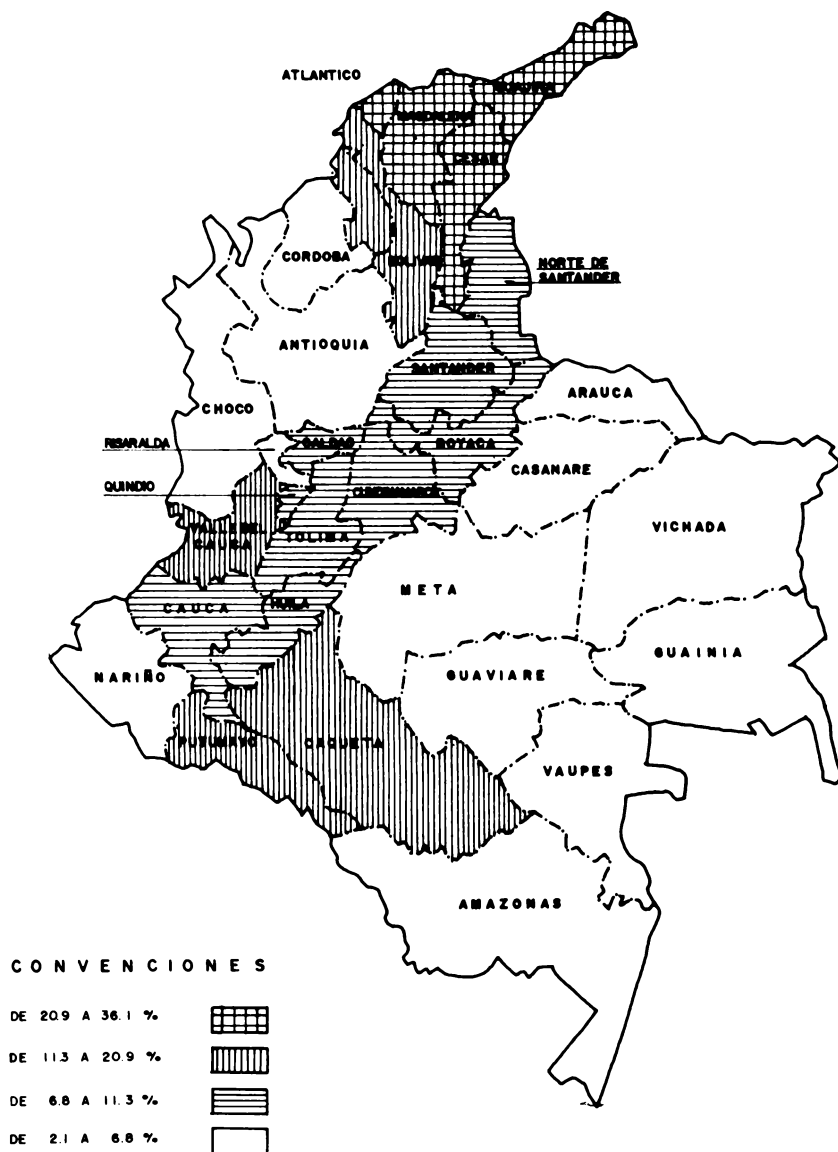 ATLANTICO
GUAJIRA
MAGDALENA
CESAR
CORDOBA
BOLIVAR
NORTE DE
SANTANDER
ANTIOQUIA
SANTANDER
ARAUCA
CHOCO
RISARALDA
CALDAS
BOYACA
CASANARE
QUINDIO
CUNDINAMARCA
VICHADA
VALLE DEL
CAUCA
TOLIMA
META
CAUCA
HUILA
GUAINIA
NARIÑO
GUAVIARE
PUTUMAYO
CAQUETA
VAUPES
AMAZONAS
CONVENCIONES
DE 20.9 A 36.1 %
DE 11.3 A 20.9 %
DE 6.8 A 11.3 %
DE 2.1 A 6.8 %